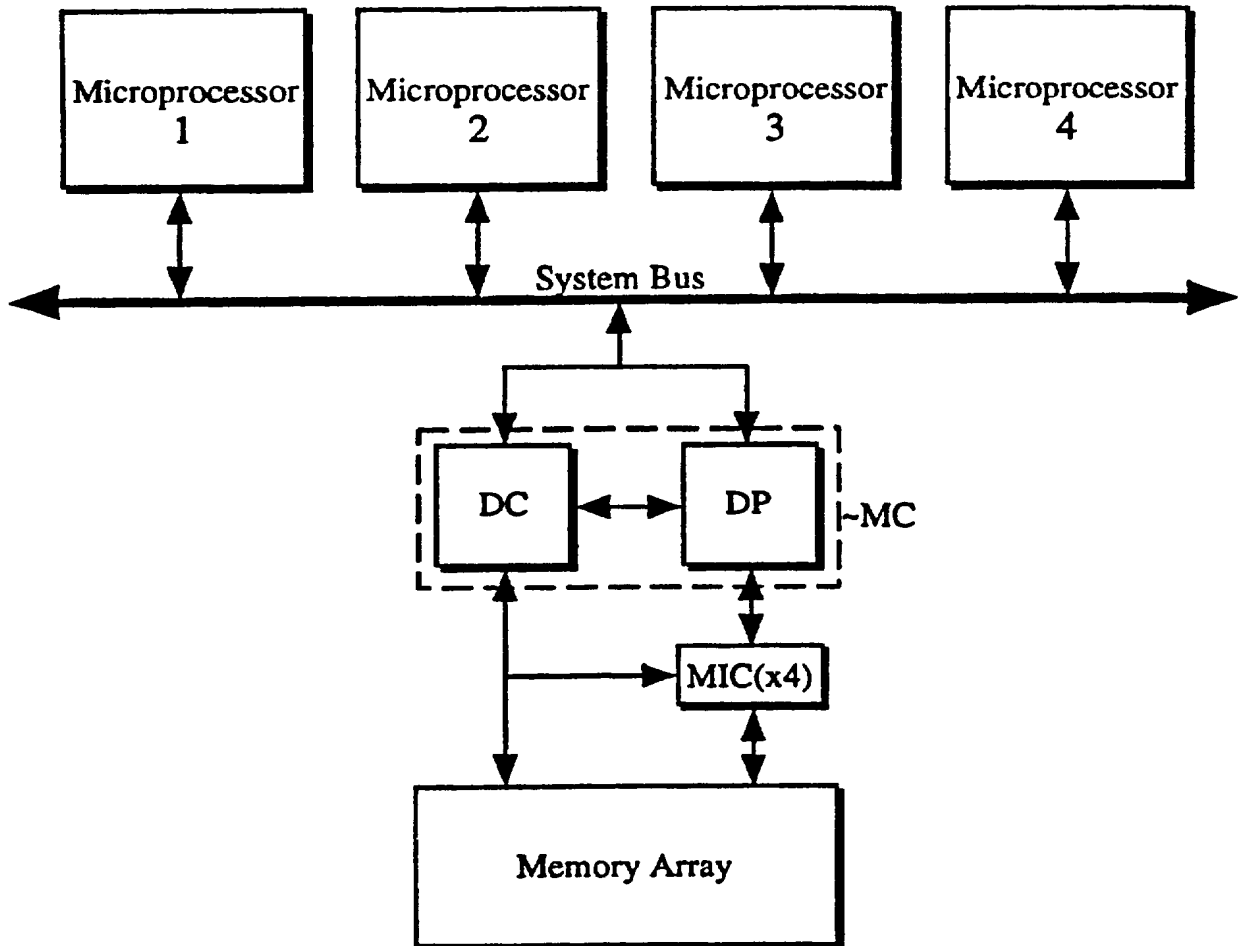 Microprocessor
1
Microprocessor
2
Microprocessor
3
Microprocessor
4
System Bus
DC
DP
~MC
MIC(x4)
Memory Array